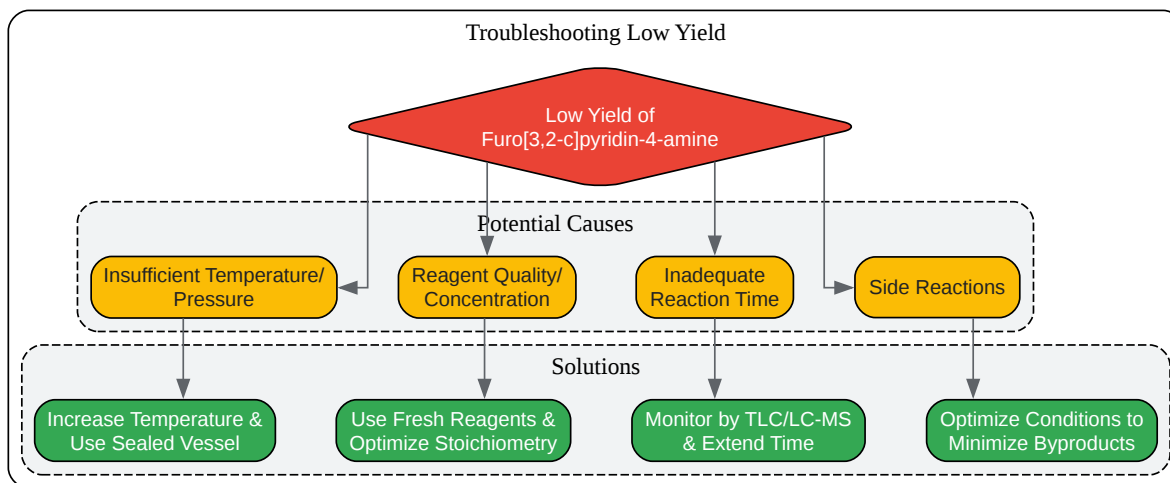 Troubleshooting Low Yield
Low Yield of
Furo[3,2-c]pyridin-4-amine
Potential Causes
Insufficient Temperature/
Pressure
Reagent Quality/
Concentration
Inadequate
Reaction Time
Side Reactions
Solutions
Increase Temperature &
Use Sealed Vessel
Use Fresh Reagents &
Optimize Stoichiometry
Monitor by TLC/LC-MS
& Extend Time
Optimize Conditions to
Minimize Byproducts